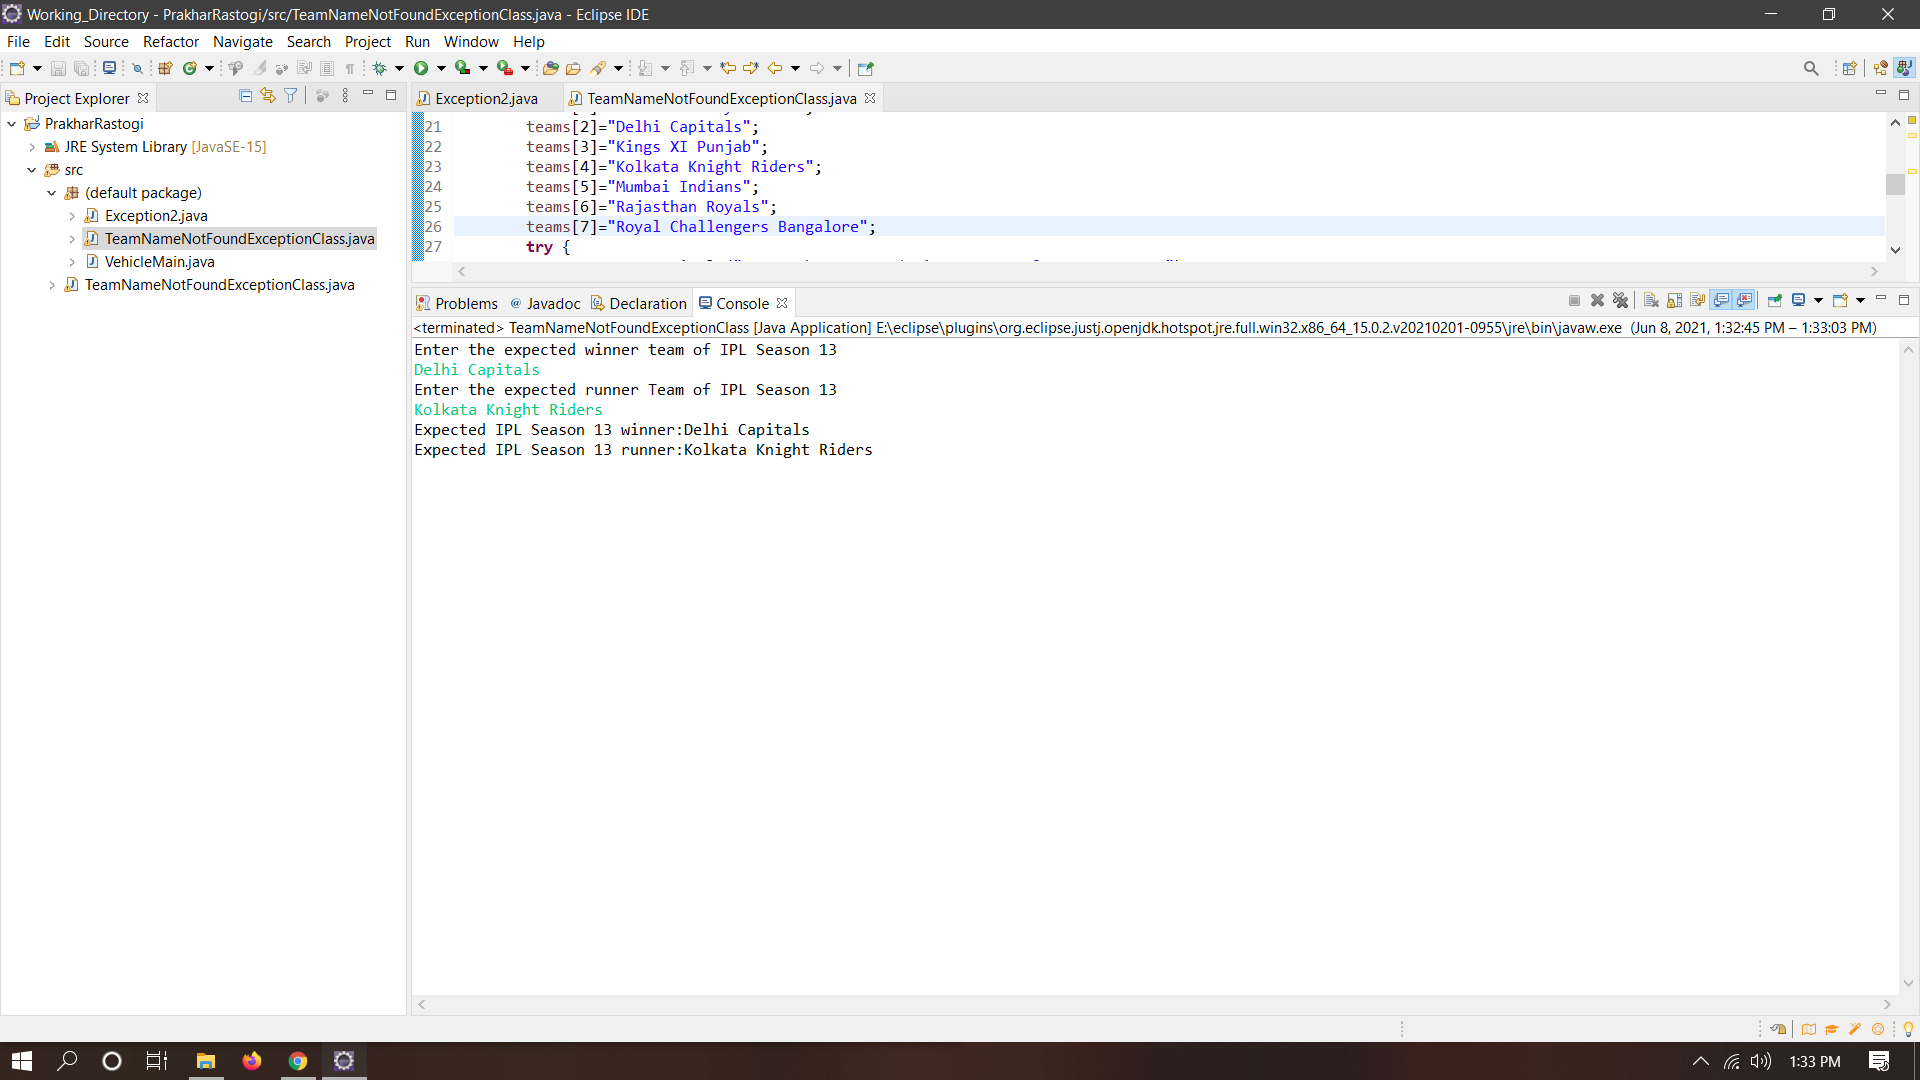 Working_Directory - PrakharRastogi/src/TeamNameNotFoundExceptionClass.java - Eclipse IDE
File Edit Source Refactor Navigate Search Project Run Window Help
Project Explorer
PrakharRastogi
JRE System Library [JavaSE-15]
src
(default package)
Exception2.java
TeamNameNotFoundExceptionClass.java
VehicleMain.java
TeamNameNotFoundExceptionClass.java
Exception2.java TeamNameNotFoundExceptionClass.java
21 teams[2]="Delhi Capitals";
22 teams[3]="Kings XI Punjab";
23 teams[4]="Kolkata Knight Riders";
24 teams[5]="Mumbai Indians";
25 teams[6]="Rajasthan Royals";
26 teams[7]="Royal Challengers Bangalore";
27 try {
Problems @ Javadoc Declaration Console
<terminated> TeamNameNotFoundExceptionClass [Java Application] E:\eclipse\plugins\org.eclipse.justj.openjdk.hotspot.jre.full.win32.x86_64_15.0.2.v20210201-0955\jre\bin\javaw.exe (Jun 8, 2021, 1:32:45 PM – 1:33:03 PM)
Enter the expected winner team of IPL Season 13
Delhi Capitals
Enter the expected runner Team of IPL Season 13
Kolkata Knight Riders
Expected IPL Season 13 winner:Delhi Capitals
Expected IPL Season 13 runner:Kolkata Knight Riders
1:33 PM